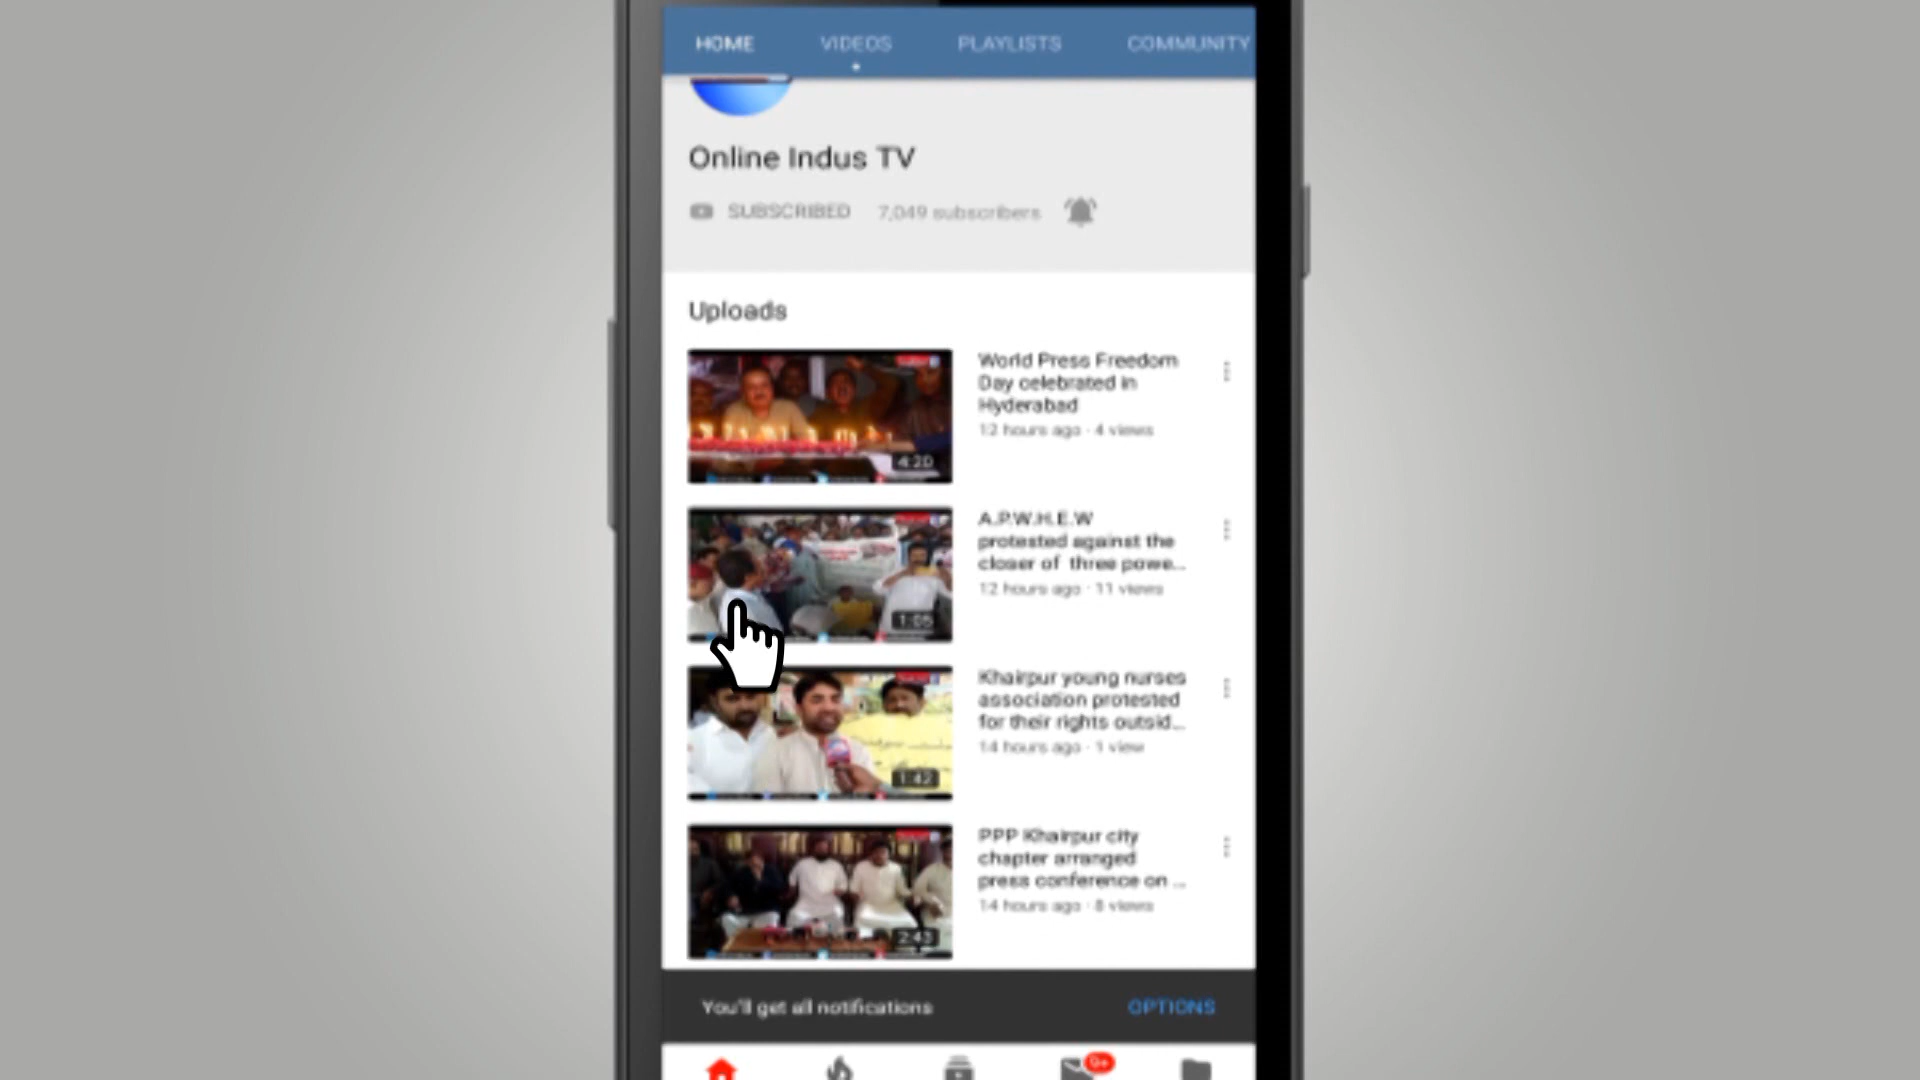 HOME VIDEOS PLAYLISTS COMMUNITY
Online Indus TV
SUBSCRIBED 7,049 subscribers
Uploads
World Press Freedom
Day celebrated in
Hyderabad
12 hours ago · 4 views
4:20
A.P.W.H.E.W
protested against the
closer of three powe...
12 hours ago · 11 views
1:05
Khairpur young nurses
association protested
for their rights outsid...
14 hours ago · 1 view
1:42
PPP Khairpur city
chapter arranged
press conference on ...
14 hours ago · 8 views
2:43
You'll get all notifications OPTIONS
9+